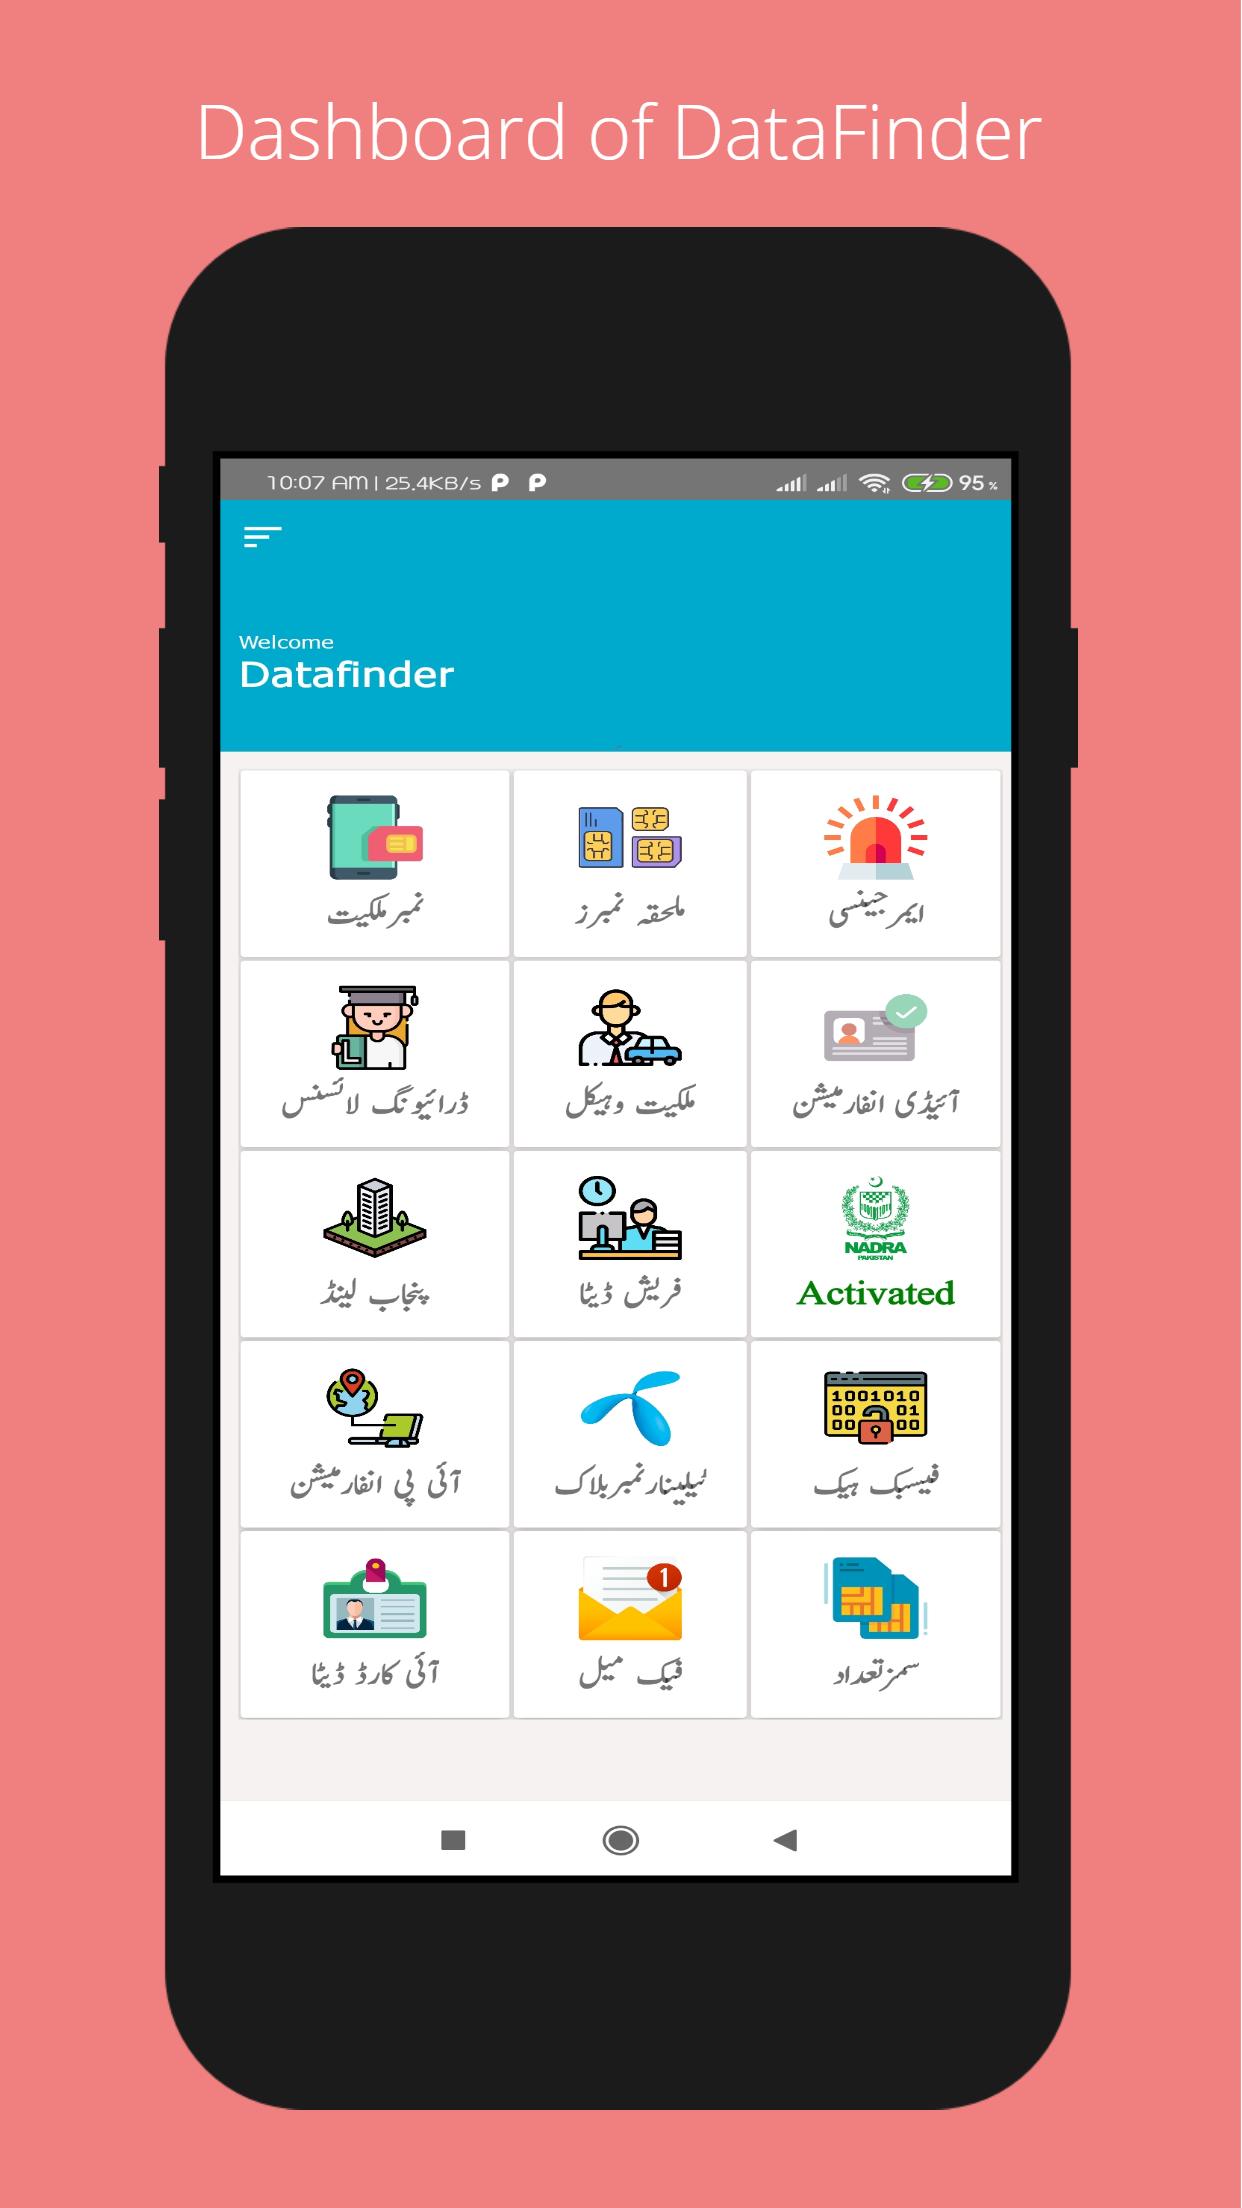 Dashboard of DataFinder
10:07 AM | 25.4KB/s
95 %
Welcome
Datafinder
نمبر ملکیت
ملحقہ نمبرز
ایمرجینسی
ڈرائیونگ لائسنس
ملکیت وہیکل
آئیڈی انفارمیشن
پنجاب لینڈ
فریش ڈیٹا
NADRA
PAKISTAN
Activated
آئی پی انفارمیشن
ٹیلینار نمبر بلاک
1001010
00 01
00 00
فیسبک ہیک
آئی کارڈ ڈیٹا
1
فیک میل
سمز تعداد